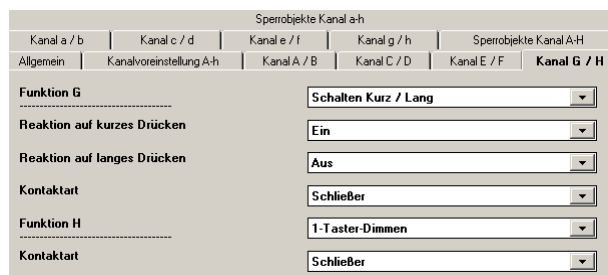 Sperrobjekte Kanal a-h
Kanal a / b Kanal c / d Kanal e / f Kanal g / h Sperrobjekte Kanal A-H
Allgemein Kanalvoreinstellung A-h Kanal A / B Kanal C / D Kanal E / F Kanal G / H
Funktion G Schalten Kurz / Lang
------------------------------------
Reaktion auf kurzes Drücken Ein
Reaktion auf langes Drücken Aus
Kontaktart Schließer
Funktion H 1-Taster-Dimmen
------------------------------------
Kontaktart Schließer